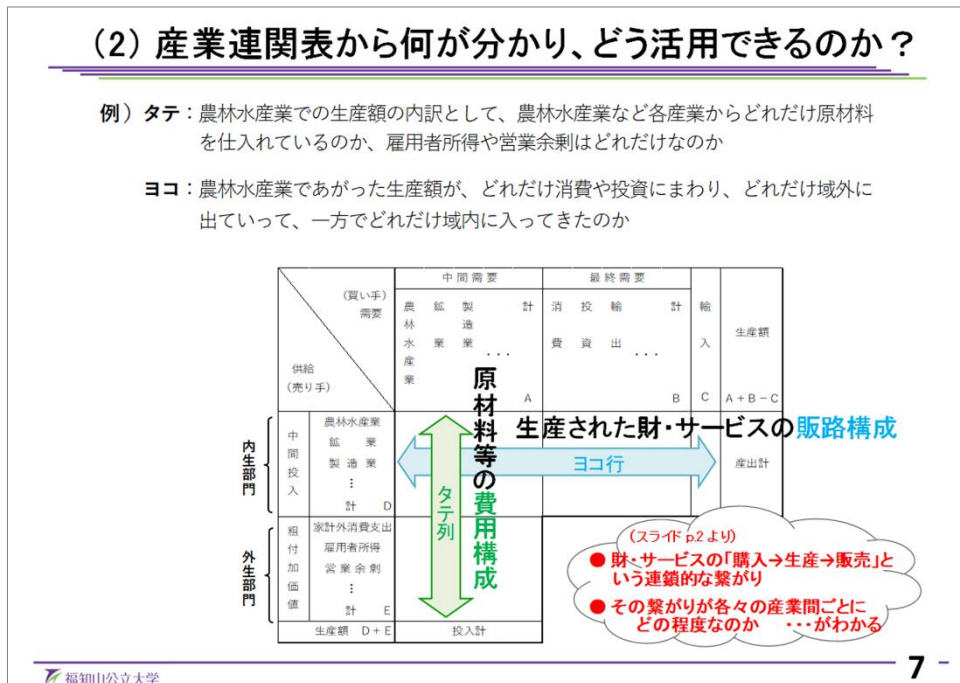 (2) 産業連関表から何が分かり、どう活用できるのか？
例）タテ：農林水産業での生産額の内訳として、農林水産業など各産業からどれだけ原材料
を仕入れているのか、雇用者所得や営業余剰はどれだけなのか
ヨコ：農林水産業であがった生産額が、どれだけ消費や投資にまわり、どれだけ域外に
出ていって、一方でどれだけ域内に入ってきたのか
(買い手)
需要
供給
(売り手)
中間需要
農林水産業
鉱業
製造業
・・・
計
A
最終需要
消費
投資
輸出
・・・
計
B
輸入
C
生産額
A＋B－C
内生部門
中間投入
農林水産業
鉱業
製造業
⋮
計 D
原材料等の費用構成
タテ列
生産された財・サービスの販路構成
ヨコ行
産出計
外生部門
粗付加価値
家計外消費支出
雇用者所得
営業余剰
⋮
計 E
生産額 D＋E
投入計
(スライド p.2 より)
● 財・サービスの「購入→生産→販売」と
いう連鎖的な繋がり
● その繋がりが各々の産業間ごとに
どの程度なのか ・・・がわかる
福知山公立大学
7